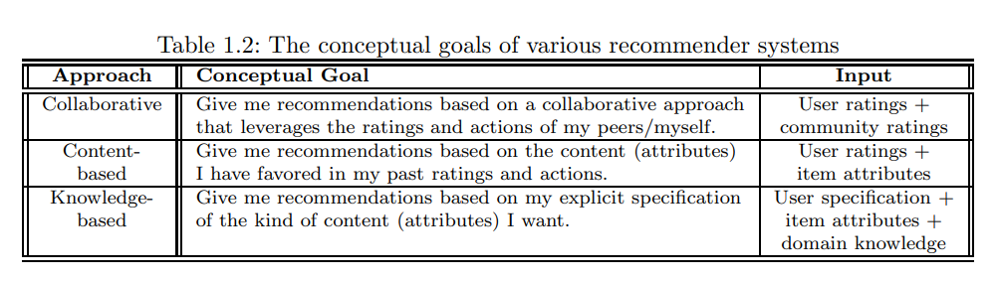 Table 1.2: The conceptual goals of various recommender systems
Approach Conceptual Goal Input
Collaborative Give me recommendations based on a collaborative approach User ratings +
that leverages the ratings and actions of my peers/myself. community ratings
Content- Give me recommendations based on the content (attributes) User ratings +
based I have favored in my past ratings and actions. item attributes
Knowledge- Give me recommendations based on my explicit specification User specification +
based of the kind of content (attributes) I want. item attributes +
domain knowledge